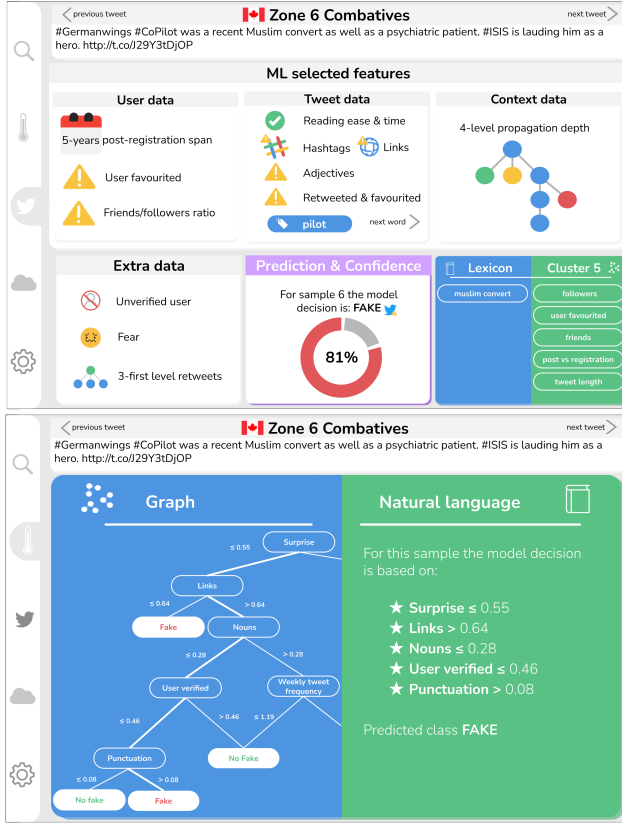 previous tweet
Zone 6 Combatives
next tweet
#Germanwings #CoPilot was a recent Muslim convert as well as a psychiatric patient. #ISIS is lauding him as a
hero. http://t.co/J29Y3tDjOP
ML selected features
User data
5-years post-registration span
User favourited
Friends/followers ratio
Tweet data
Reading ease & time
Hashtags
Links
Adjectives
Retweeted & favourited
pilot
next word
Context data
4-level propagation depth
Extra data
Unverified user
Fear
3-first level retweets
Prediction & Confidence
For sample 6 the model
decision is: FAKE
81%
Lexicon
muslim convert
Cluster 5
followers
user favourited
friends
post vs registration
tweet length
previous tweet
Zone 6 Combatives
next tweet
#Germanwings #CoPilot was a recent Muslim convert as well as a psychiatric patient. #ISIS is lauding him as a
hero. http://t.co/J29Y3tDjOP
Graph
Surprise
≤ 0.55
Links
≤ 0.64
> 0.64
Fake
Nouns
≤ 0.28
> 0.28
User verified
Weekly tweet
frequency
≤ 0.46
> 0.46
≤ 1.19
Punctuation
No Fake
≤ 0.08
> 0.08
No fake
Fake
Natural language
For this sample the model decision
is based on:
★ Surprise ≤ 0.55
★ Links > 0.64
★ Nouns ≤ 0.28
★ User verified ≤ 0.46
★ Punctuation > 0.08
Predicted class FAKE